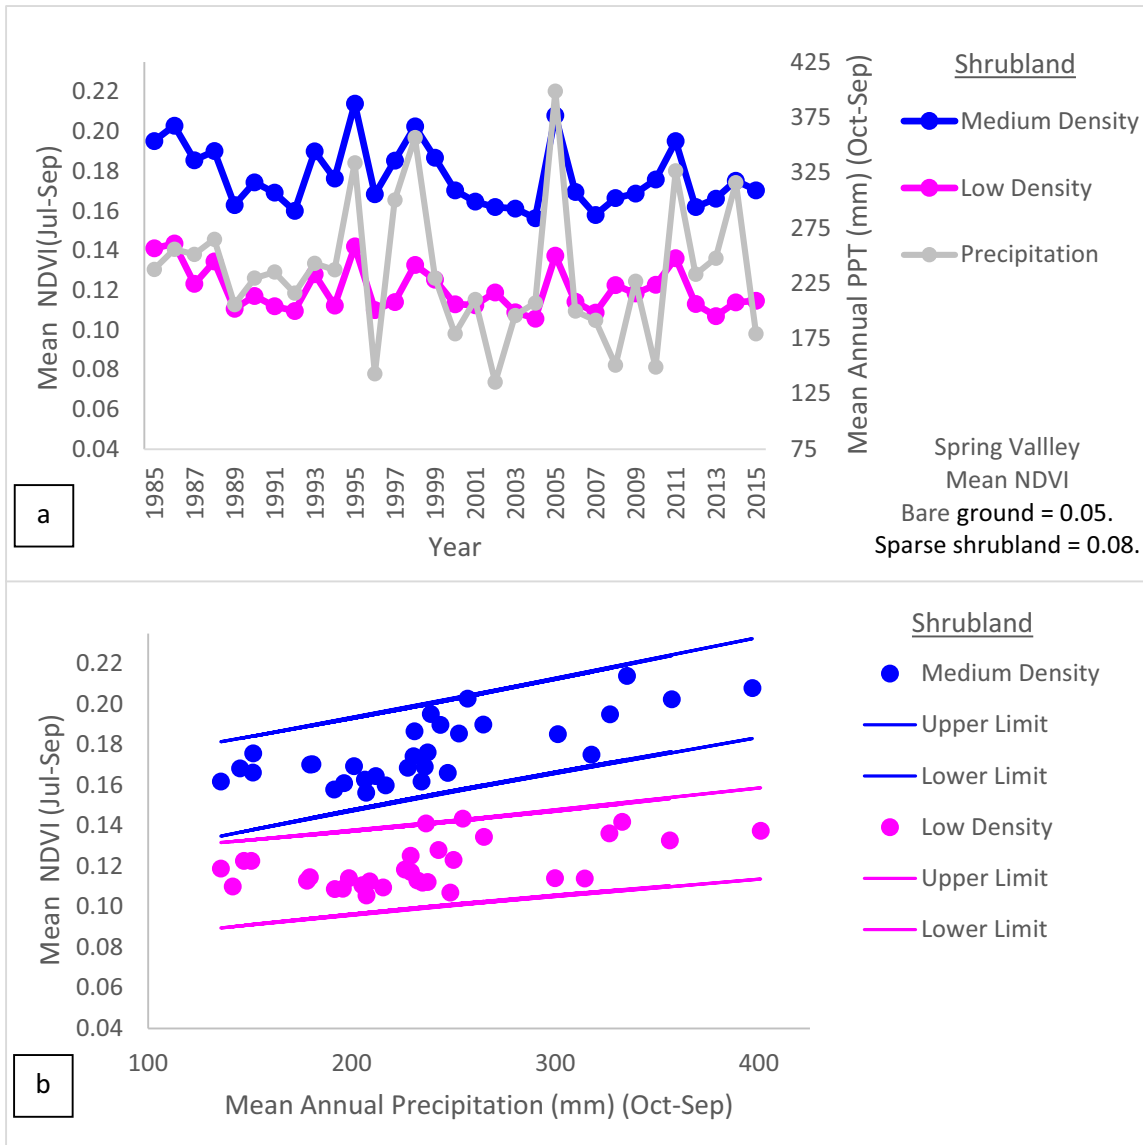 Mean NDVI(Jul-Sep)
0.22
0.20
0.18
0.16
0.14
0.12
0.10
0.08
0.06
0.04
1985
1987
1989
1991
1993
1995
1997
1999
2001
2003
2005
2007
2009
2011
2013
2015
Year
425
375
325
275
225
175
125
75
Mean Annual PPT (mm) (Oct-Sep)
Shrubland
Medium Density
Low Density
Precipitation
Spring Vallley
Mean NDVI
Bare ground = 0.05.
Sparse shrubland = 0.08.
a
Mean NDVI (Jul-Sep)
0.22
0.20
0.18
0.16
0.14
0.12
0.10
0.08
0.06
0.04
100
200
300
400
Mean Annual Precipitation (mm) (Oct-Sep)
Shrubland
Medium Density
Upper Limit
Lower Limit
Low Density
Upper Limit
Lower Limit
b